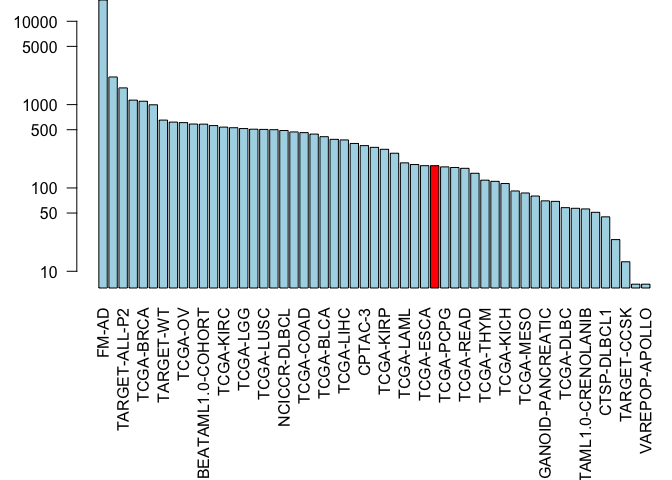 10000
5000
1000
500
100
50
10
FM-AD
TARGET-ALL-P2
TCGA-BRCA
TARGET-WT
TCGA-OV
BEATAML1.0-COHORT
TCGA-KIRC
TCGA-LGG
TCGA-LUSC
NCICCR-DLBCL
TCGA-COAD
TCGA-BLCA
TCGA-LIHC
CPTAC-3
TCGA-KIRP
TCGA-LAML
TCGA-ESCA
TCGA-PCPG
TCGA-READ
TCGA-THYM
TCGA-KICH
TCGA-MESO
GANOID-PANCREATIC
TCGA-DLBC
TAML1.0-CRENOLANIB
CTSP-DLBCL1
TARGET-CCSK
VAREPOP-APOLLO